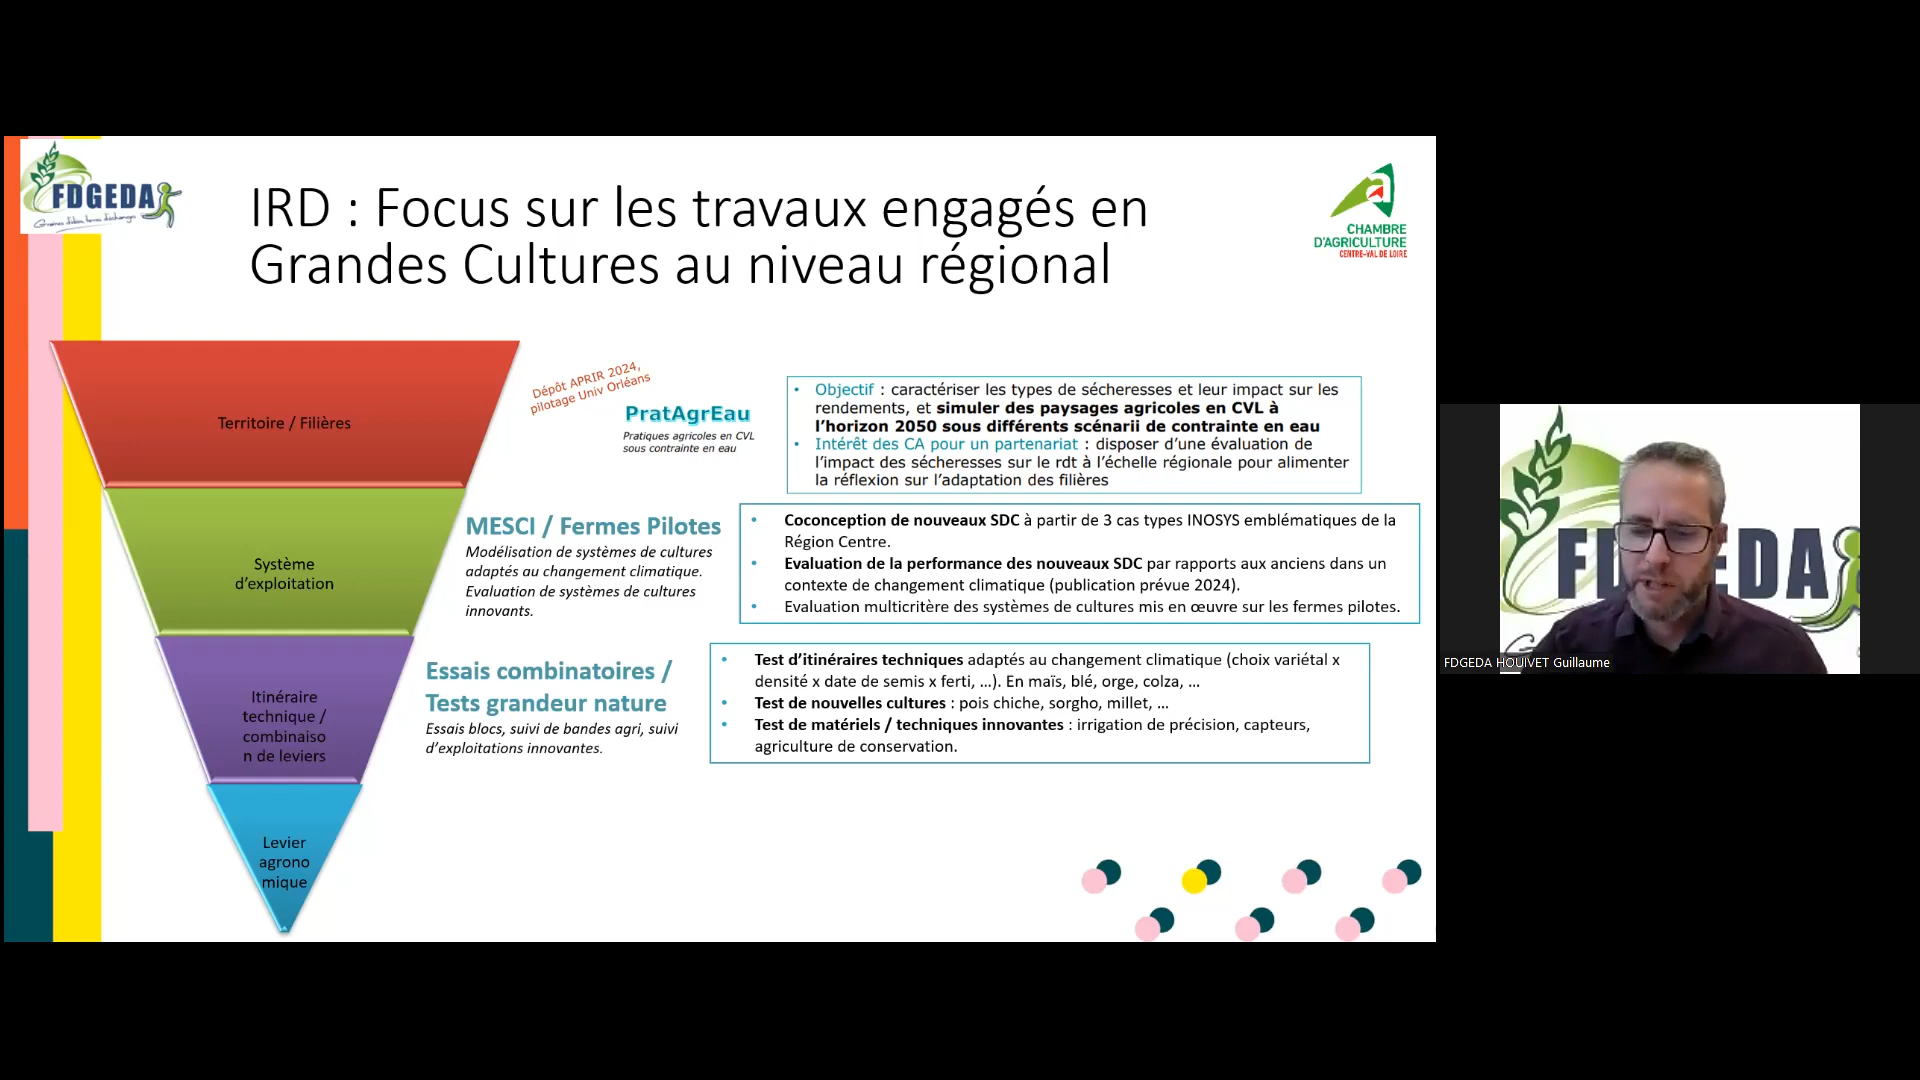 FDGEDA
IRD : Focus sur les travaux engagés en
Grandes Cultures au niveau régional
CHAMBRE
D'AGRICULTURE
CENTRE-VAL DE LOIRE
Territoire / Filières
Dépôt APRIR 2024,
pilotage Univ Orléans
PratAgrEau
Pratiques agricoles en CVL
sous contrainte en eau
• Objectif : caractériser les types de sécheresses et leur impact sur les
rendements, et simuler des paysages agricoles en CVL à
l'horizon 2050 sous différents scénarii de contrainte en eau
• Intérêt des CA pour un partenariat : disposer d'une évaluation de
l'impact des sécheresses sur le rdt à l'échelle régionale pour alimenter
la réflexion sur l'adaptation des filières
Système
d'exploitation
MESCI / Fermes Pilotes
Modélisation de systèmes de cultures
adaptés au changement climatique.
Evaluation de systèmes de cultures
innovants.
• Coconception de nouveaux SDC à partir de 3 cas types INOSYS emblématiques de la
Région Centre.
• Evaluation de la performance des nouveaux SDC par rapports aux anciens dans un
contexte de changement climatique (publication prévue 2024).
• Evaluation multicritère des systèmes de cultures mis en œuvre sur les fermes pilotes.
Itinéraire
technique /
combinaiso
n de leviers
Essais combinatoires /
Tests grandeur nature
Essais blocs, suivi de bandes agri, suivi
d'exploitations innovantes.
• Test d'itinéraires techniques adaptés au changement climatique (choix variétal x
densité x date de semis x ferti, …). En maïs, blé, orge, colza, …
• Test de nouvelles cultures : pois chiche, sorgho, millet, …
• Test de matériels / techniques innovantes : irrigation de précision, capteurs,
agriculture de conservation.
Levier
agrono
mique
FDGEDA HOUIVET Guillaume